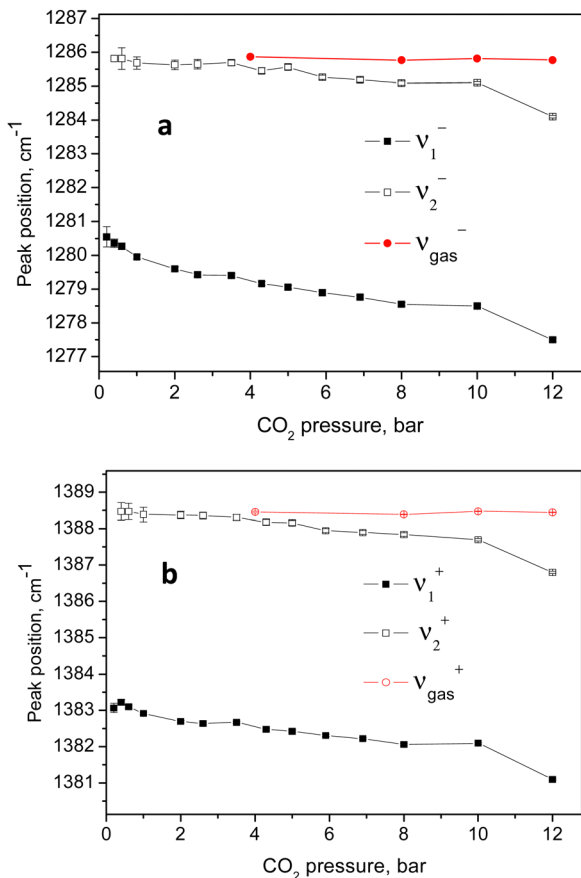 1287
1286
1285
1284
1283
1282
1281
1280
1279
1278
1277
Peak position, cm⁻¹
a
ν₁⁻
ν₂⁻
ν_gas⁻
0 2 4 6 8 10 12
CO₂ pressure, bar
1389
1388
1387
1386
1385
1384
1383
1382
1381
Peak position, cm⁻¹
b
ν₁⁺
ν₂⁺
ν_gas⁺
0 2 4 6 8 10 12
CO₂ pressure, bar